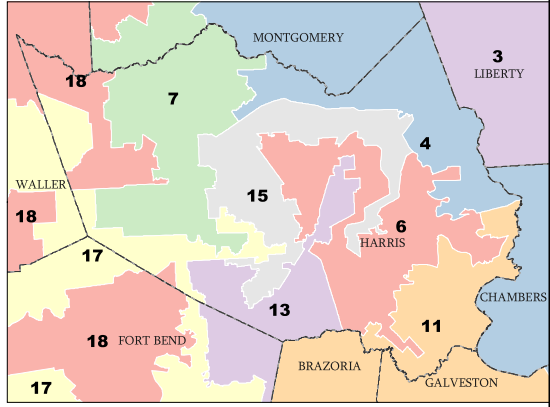 MONTGOMERY
3
LIBERTY
18
7
4
WALLER
15
18
6
HARRIS
17
CHAMBERS
13
11
18 FORT BEND
BRAZORIA
GALVESTON
17